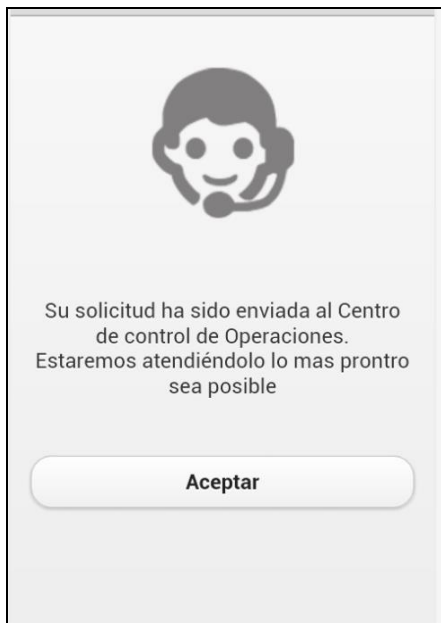 Su solicitud ha sido enviada al Centro
de control de Operaciones.
Estaremos atendiéndolo lo mas prontro
sea posible
Aceptar